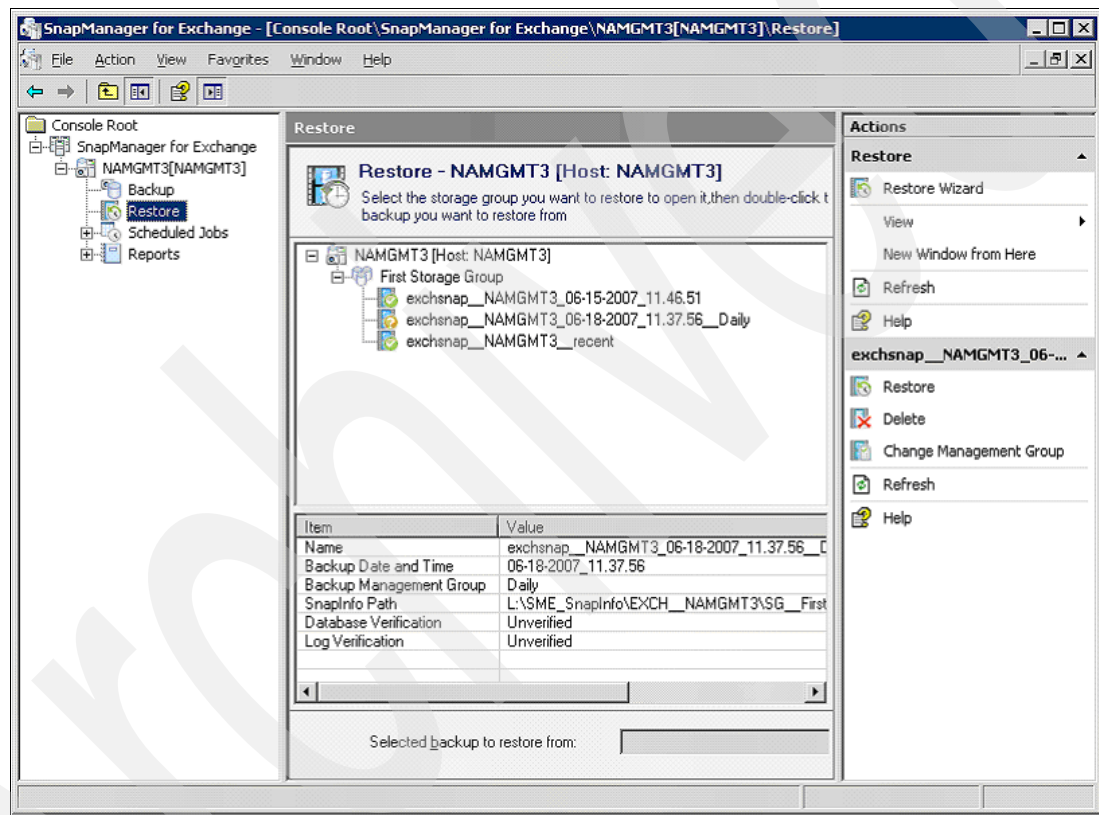 SnapManager for Exchange - [Console Root\SnapManager for Exchange\NAMGMT3[NAMGMT3]\Restore]
File Action View Favorites Window Help
Console Root
SnapManager for Exchange
NAMGMT3[NAMGMT3]
Backup
Restore
Scheduled Jobs
Reports
Restore
Restore - NAMGMT3 [Host: NAMGMT3]
Select the storage group you want to restore to open it,then double-click t
backup you want to restore from
NAMGMT3 [Host: NAMGMT3]
First Storage Group
exchsnap__NAMGMT3_06-15-2007_11.46.51
exchsnap__NAMGMT3_06-18-2007_11.37.56__Daily
exchsnap__NAMGMT3__recent
Item Value
Name exchsnap__NAMGMT3_06-18-2007_11.37.56__D
Backup Date and Time 06-18-2007_11.37.56
Backup Management Group Daily
SnapInfo Path L:\SME_SnapInfo\EXCH__NAMGMT3\SG__First
Database Verification Unverified
Log Verification Unverified
Selected backup to restore from:
Actions
Restore
Restore Wizard
View
New Window from Here
Refresh
Help
exchsnap__NAMGMT3_06-...
Restore
Delete
Change Management Group
Refresh
Help